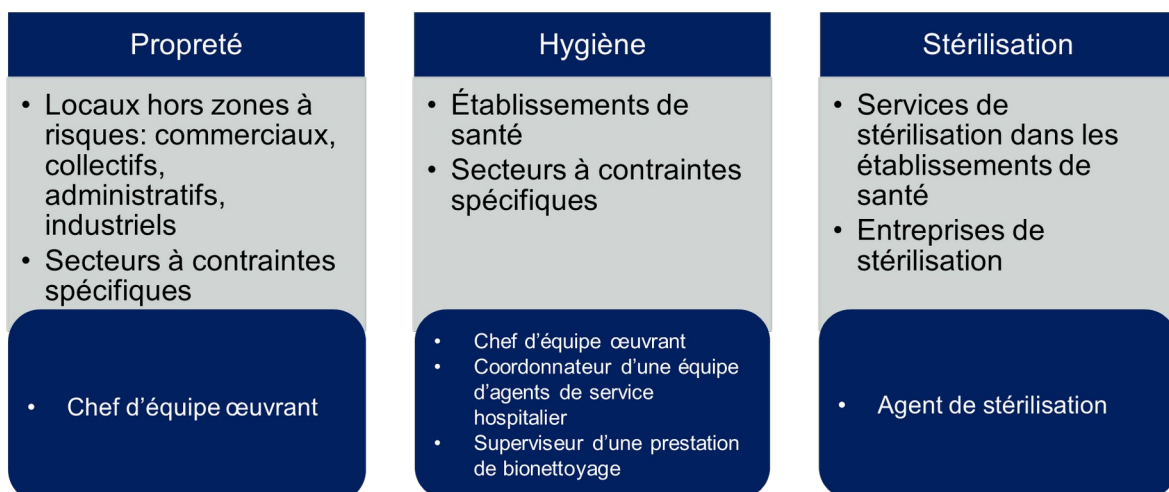 Propreté
• Locaux hors zones à
risques: commerciaux,
collectifs,
administratifs,
industriels
• Secteurs à contraintes
spécifiques
• Chef d’équipe œuvrant
Hygiène
• Établissements de
santé
• Secteurs à contraintes
spécifiques
• Chef d’équipe œuvrant
• Coordonnateur d’une équipe
d’agents de service
hospitalier
• Superviseur d’une prestation
de bionettoyage
Stérilisation
• Services de
stérilisation dans les
établissements de
santé
• Entreprises de
stérilisation
• Agent de stérilisation